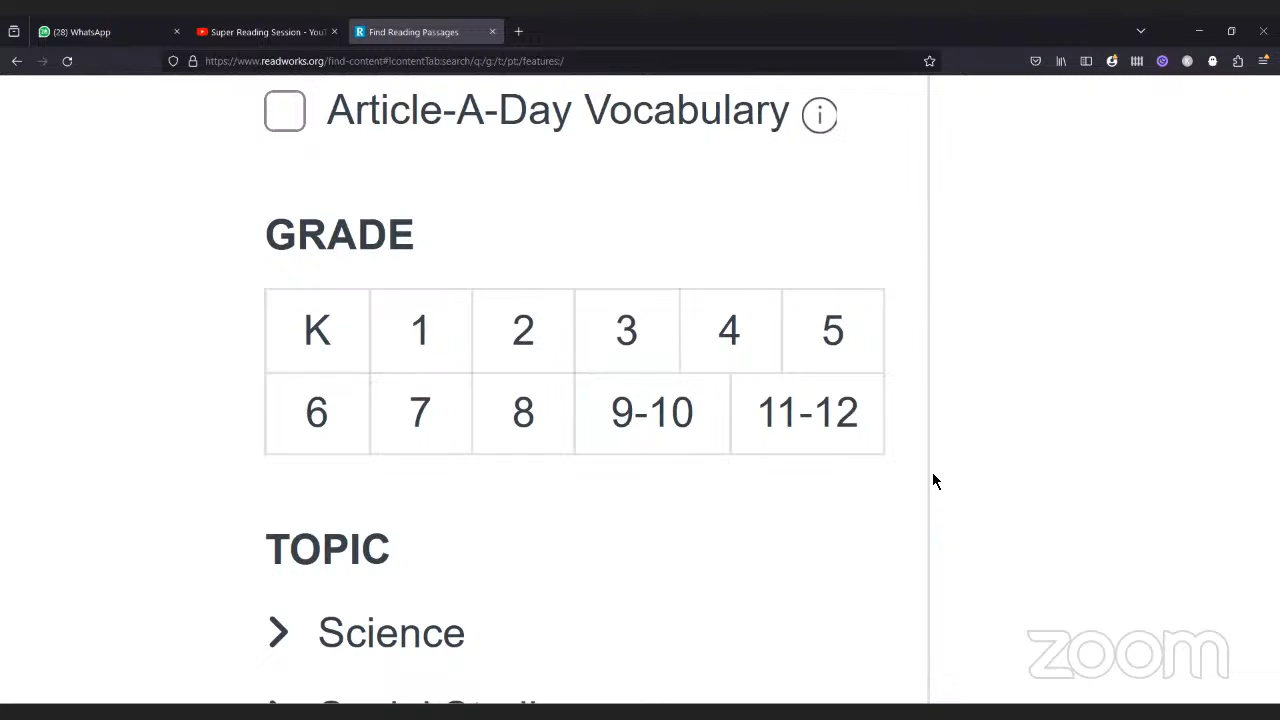 (28) WhatsApp
Super Reading Session - You
Find Reading Passages
https://www.readworks.org/find-content#!contentTab:search/q:/g:/t:/pt:/features:/
Article-A-Day Vocabulary
GRADE
K 1 2 3 4 5
6 7 8 9-10 11-12
TOPIC
Science
zoom